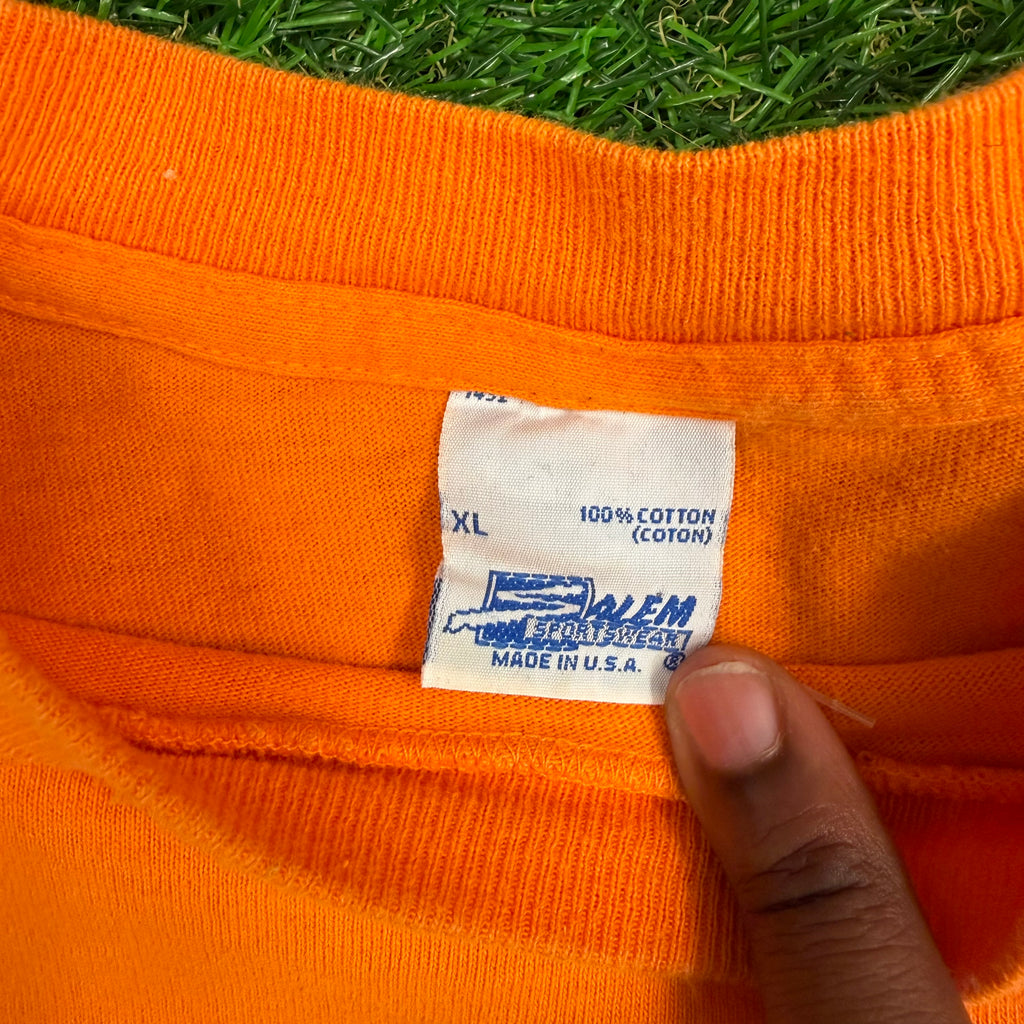 XL 100% COTTON
(COTON)
SALEM
SPORTSWEAR
MADE IN U.S.A. ®